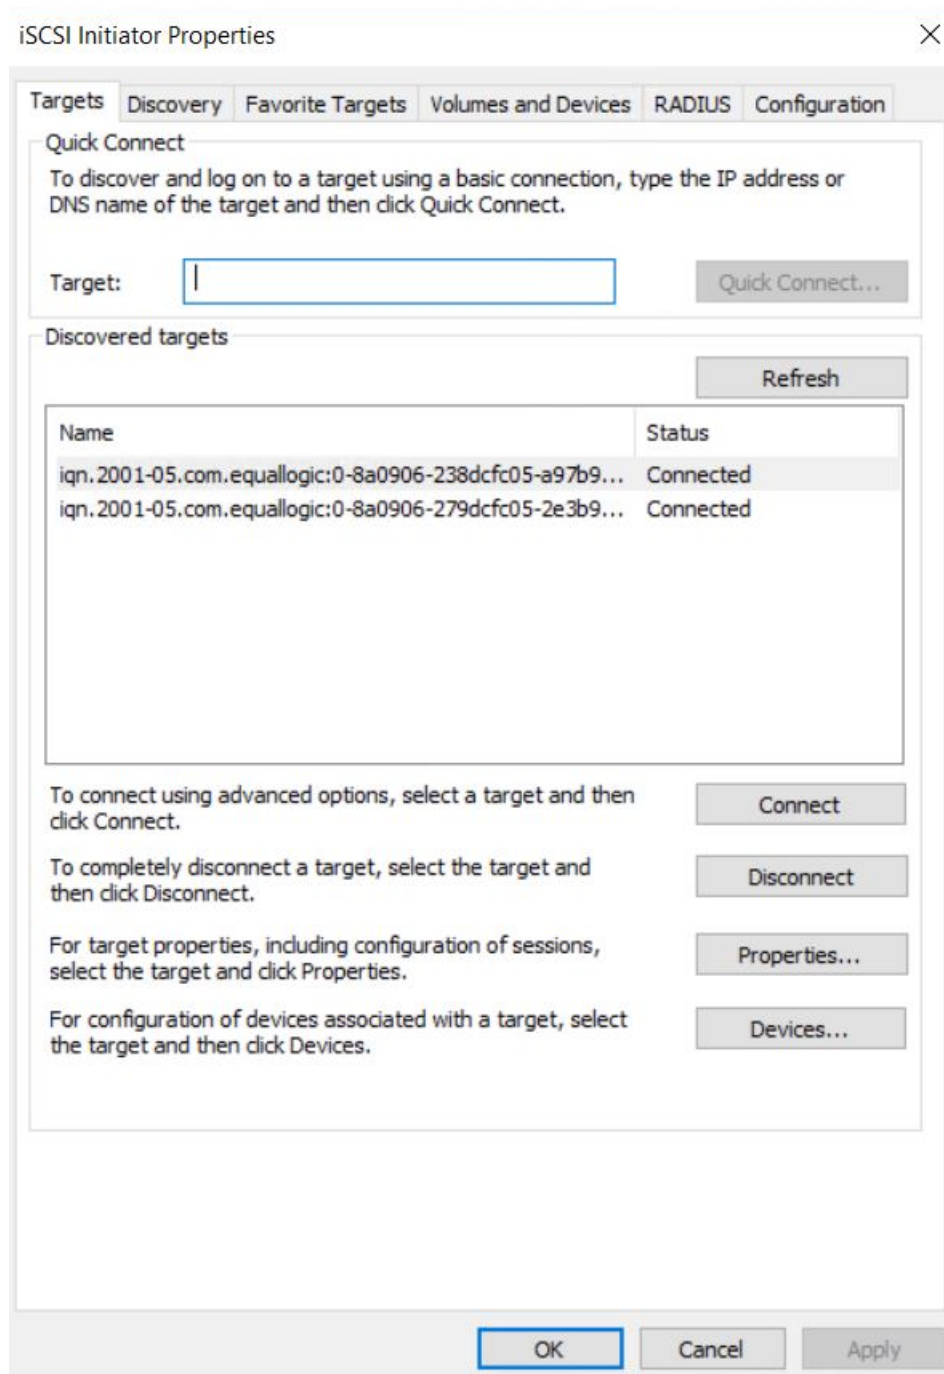 iSCSI Initiator Properties
Targets Discovery Favorite Targets Volumes and Devices RADIUS Configuration
Quick Connect
To discover and log on to a target using a basic connection, type the IP address or
DNS name of the target and then click Quick Connect.
Target:
Quick Connect...
Discovered targets
Refresh
Name Status
iqn.2001-05.com.equallogic:0-8a0906-238dcfc05-a97b9... Connected
iqn.2001-05.com.equallogic:0-8a0906-279dcfc05-2e3b9... Connected
To connect using advanced options, select a target and then
click Connect.
Connect
To completely disconnect a target, select the target and
then click Disconnect.
Disconnect
For target properties, including configuration of sessions,
select the target and click Properties.
Properties...
For configuration of devices associated with a target, select
the target and then click Devices.
Devices...
OK Cancel Apply